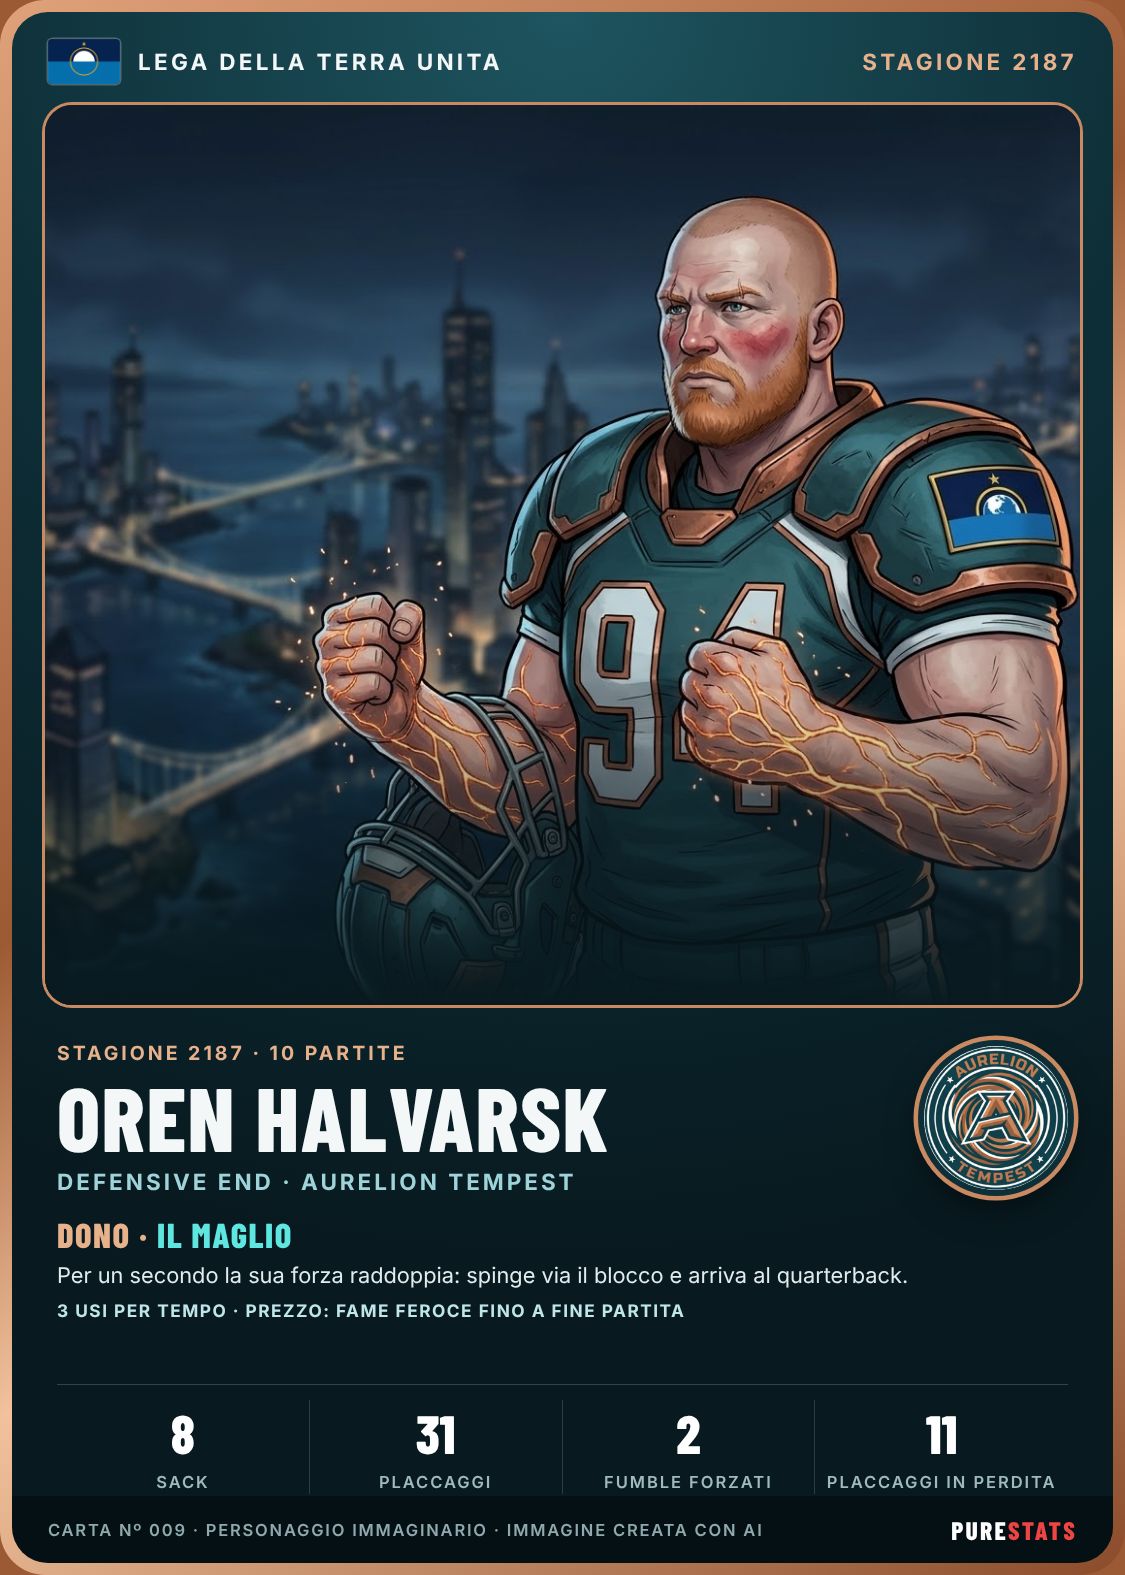 LEGA DELLA TERRA UNITA
STAGIONE 2187
94
STAGIONE 2187 · 10 PARTITE
OREN HALVARSK
DEFENSIVE END · AURELION TEMPEST
AURELION
A
TEMPEST
DONO · IL MAGLIO
Per un secondo la sua forza raddoppia: spinge via il blocco e arriva al quarterback.
3 USI PER TEMPO · PREZZO: FAME FEROCE FINO A FINE PARTITA
8
SACK
31
PLACCAGGI
2
FUMBLE FORZATI
11
PLACCAGGI IN PERDITA
CARTA Nº 009 · PERSONAGGIO IMMAGINARIO · IMMAGINE CREATA CON AI
PURESTATS